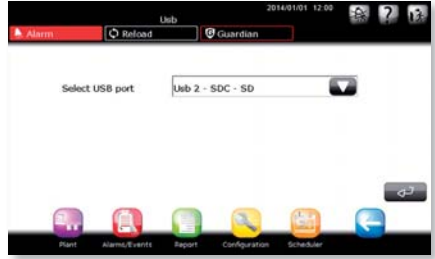 2014/01/01 12:00
Usb
Alarm Reload Guardian
Select USB port Usb 2 - SDC - SD
Plant Alarms/Events Report Configuration Scheduler